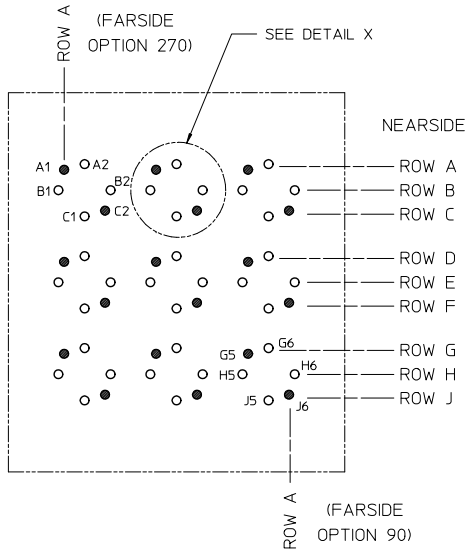 ROW A
(FARSIDE
OPTION 270)
SEE DETAIL X
NEARSIDE
A1
A2
ROW A
B1
B2
ROW B
C1
C2
ROW C
ROW D
ROW E
ROW F
G5
G6
ROW G
H5
H6
ROW H
J5
J6
ROW J
ROW A
(FARSIDE
OPTION 90)